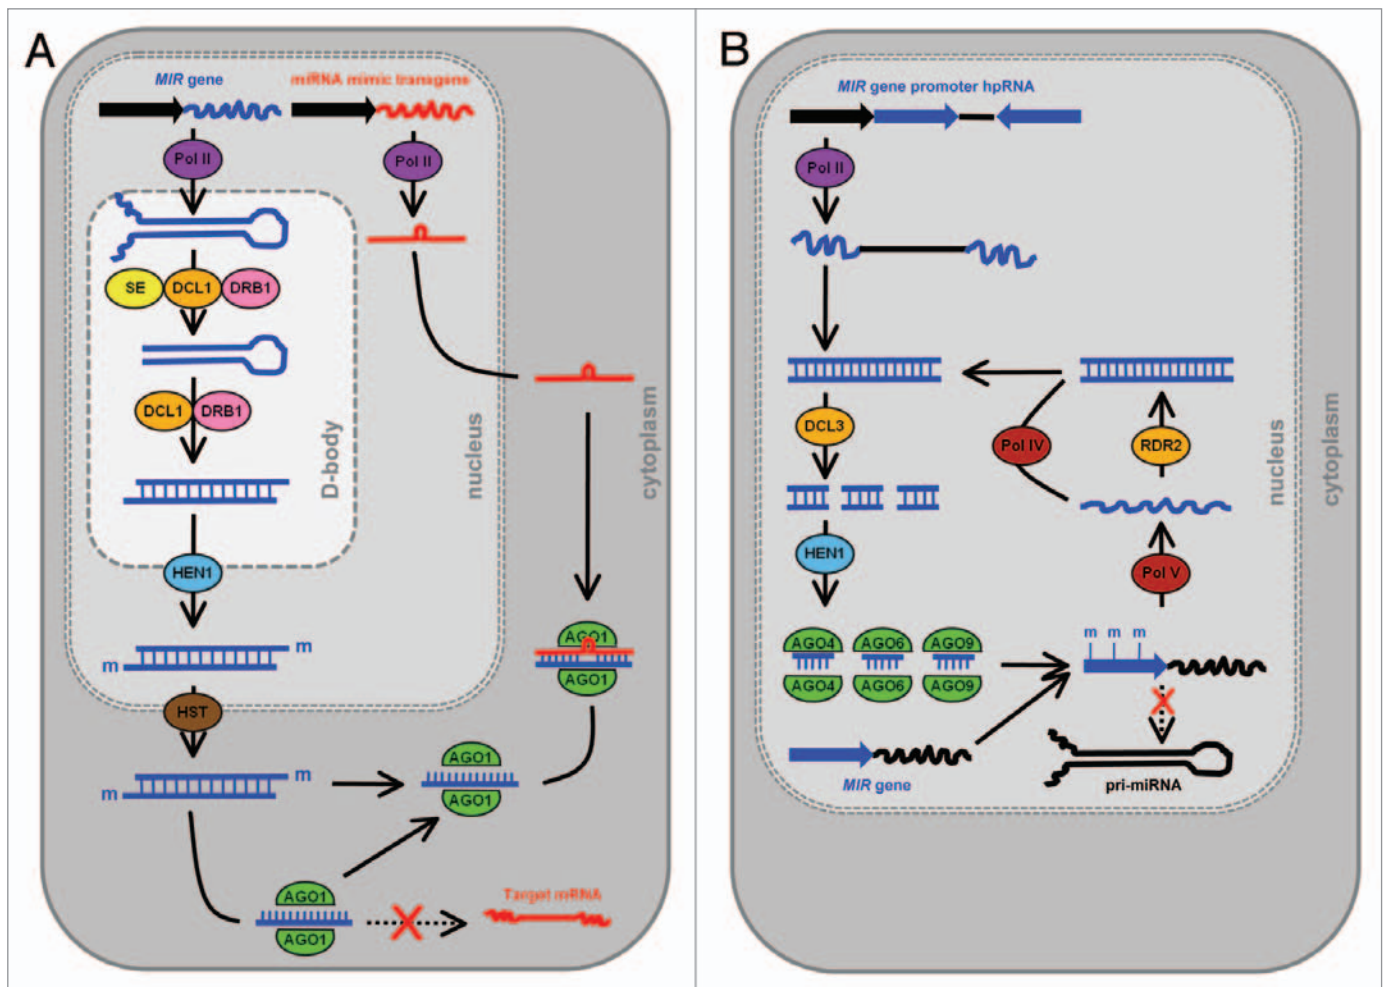 A
MIR gene
miRNA mimic transgene
Pol II
Pol II
SE
DCL1
DRB1
DCL1
DRB1
D-body
nucleus
cytoplasm
HEN1
m
m
HST
m
m
AGO1
AGO1
AGO1
AGO1
AGO1
AGO1
Target mRNA
B
MIR gene promoter hpRNA
Pol II
DCL3
Pol IV
RDR2
nucleus
cytoplasm
HEN1
Pol V
AGO4
AGO6
AGO9
m m m
AGO4
AGO6
AGO9
MIR gene
pri-miRNA